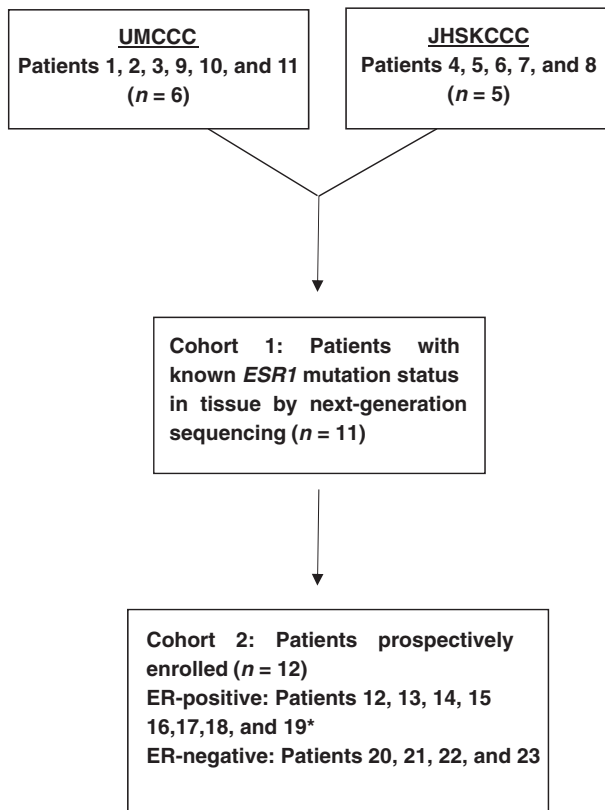 UMCCC
Patients 1, 2, 3, 9, 10, and 11
(n = 6)
JHSKCCC
Patients 4, 5, 6, 7, and 8
(n = 5)
Cohort 1: Patients with
known ESR1 mutation status
in tissue by next-generation
sequencing (n = 11)
Cohort 2: Patients prospectively
enrolled (n = 12)
ER-positive: Patients 12, 13, 14, 15
16,17,18, and 19*
ER-negative: Patients 20, 21, 22, and 23